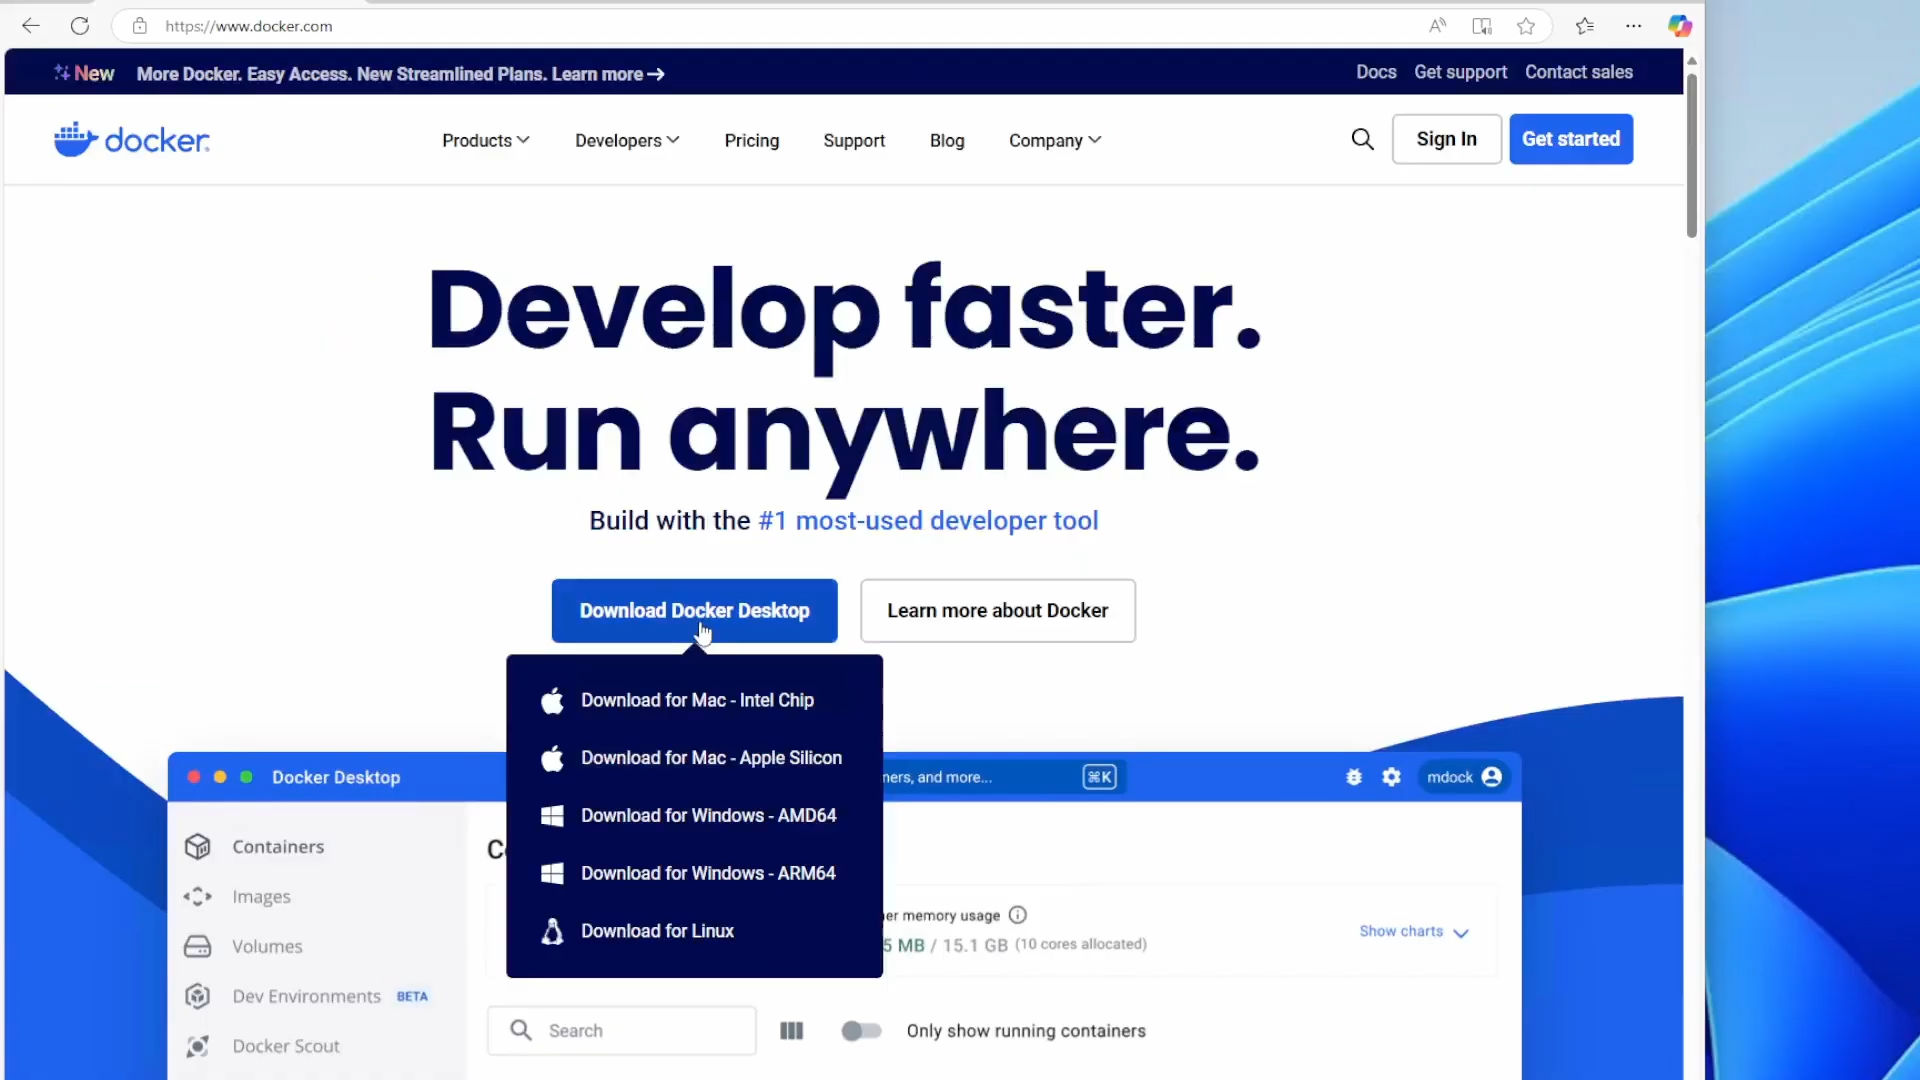 https://www.docker.com
New More Docker. Easy Access. New Streamlined Plans. Learn more →
Docs Get support Contact sales
docker.
Products Developers Pricing Support Blog Company
Sign In Get started
Develop faster.
Run anywhere.
Build with the #1 most-used developer tool
Download Docker Desktop
Learn more about Docker
Download for Mac - Intel Chip
Download for Mac - Apple Silicon
Download for Windows - AMD64
Download for Windows - ARM64
Download for Linux
Docker Desktop
and more...
⌘K
mdock
Containers
Images
Volumes
Dev Environments BETA
Docker Scout
memory usage
MB / 15.1 GB (10 cores allocated)
Show charts
Search
Only show running containers